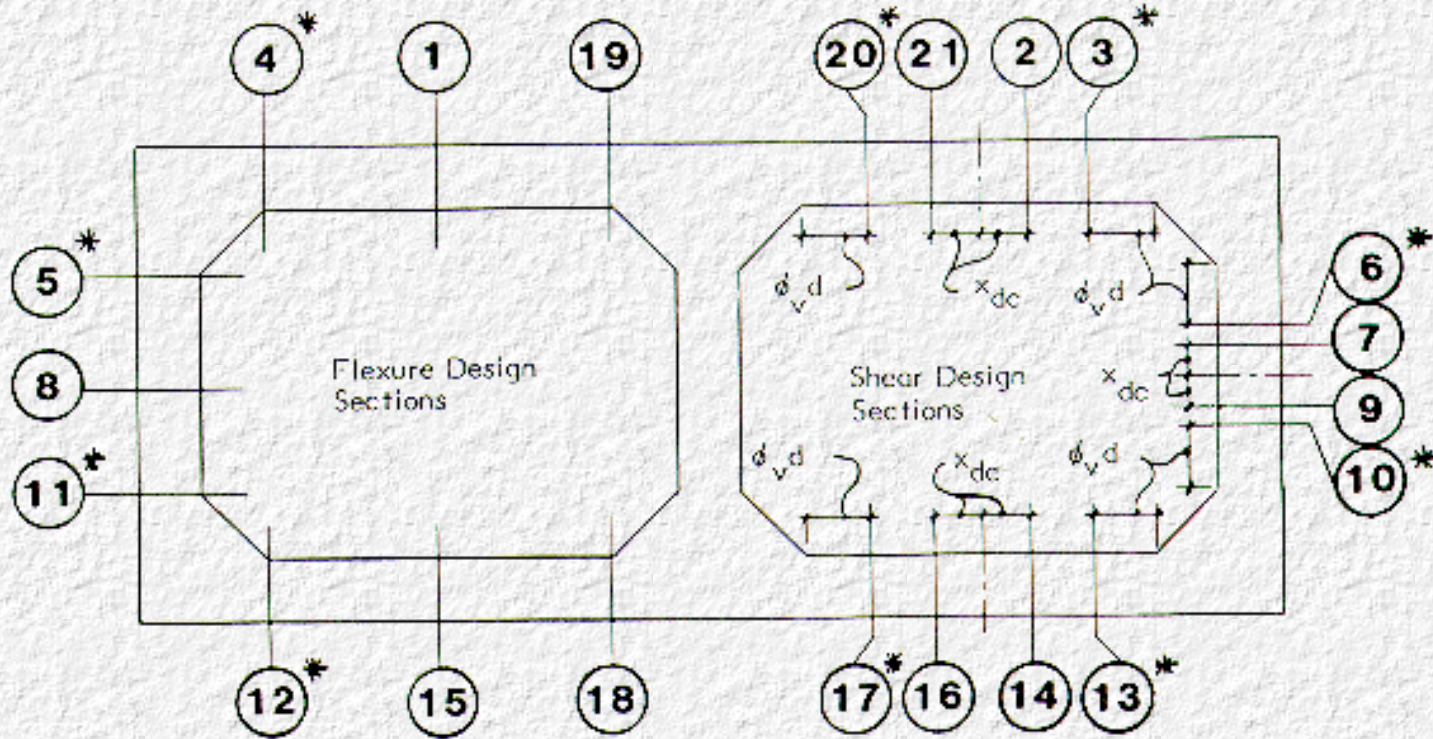 4* 1 19 20* 21 2 3*
5*
8
11*
Flexure Design
Sections
ϕvd xdc ϕvd
Shear Design
Sections
xdc
ϕvd xdc ϕvd
6*
7
9
10*
12* 15 18 17* 16 14 13*